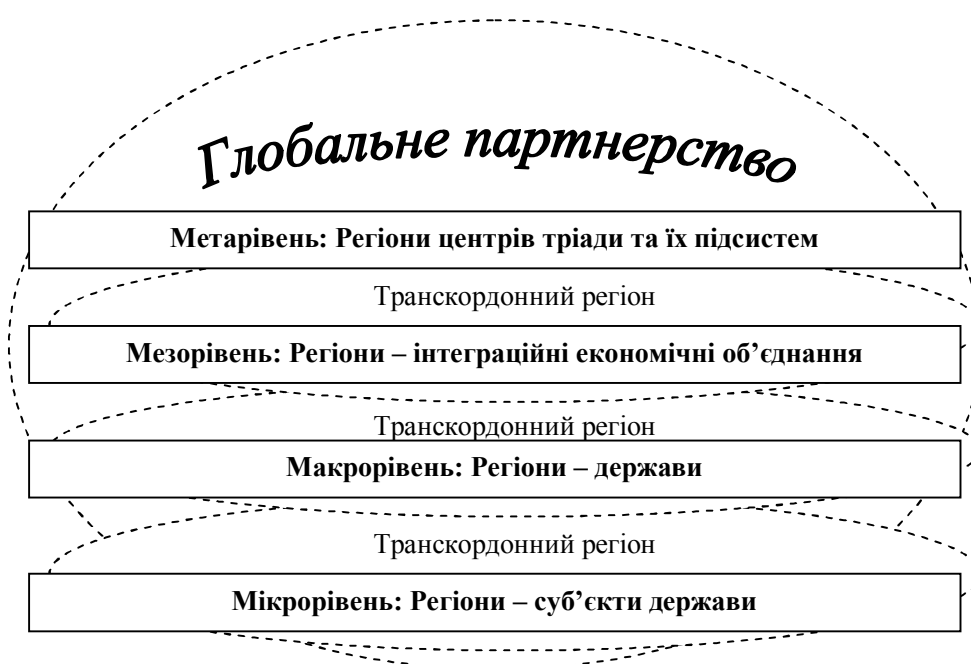 Глобальне партнерство
Метарівень: Регіони центрів тріади та їх підсистем
Транскордонний регіон
Мезорівень: Регіони – інтеграційні економічні об’єднання
Транскордонний регіон
Макрорівень: Регіони – держави
Транскордонний регіон
Мікрорівень: Регіони – суб’єкти держави